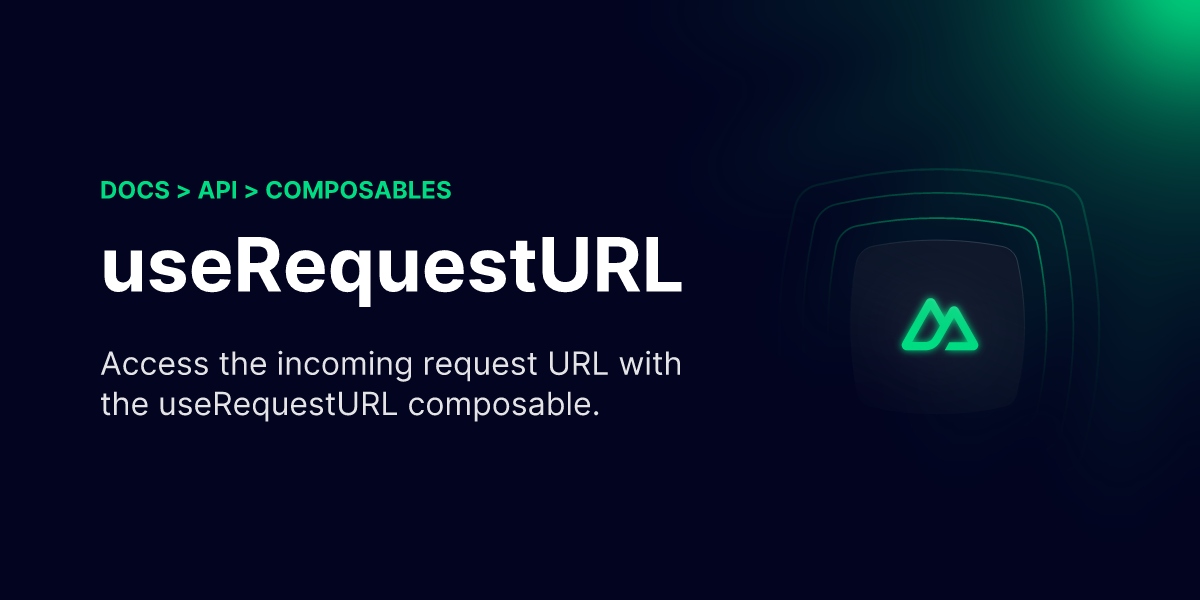 DOCS > API > COMPOSABLES
useRequestURL
Access the incoming request URL with
the useRequestURL composable.